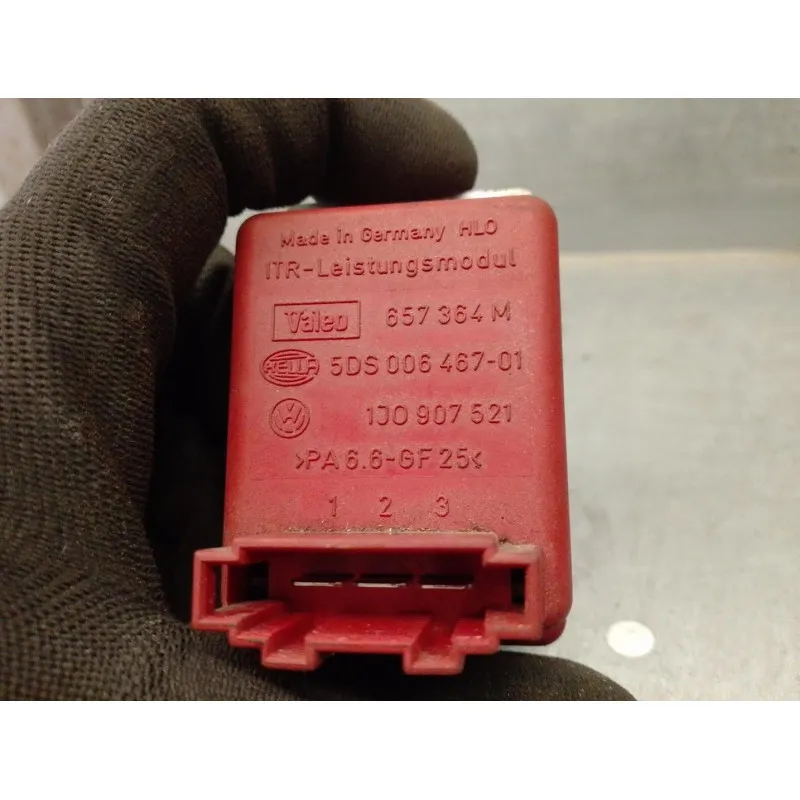 Made in Germany HLO
ITR-Leistungsmodul
Valeo 657 364 M
HELLA 5DS 006 467-01
VW 1J0 907 521
>PA 6.6-GF 25<
1 2 3